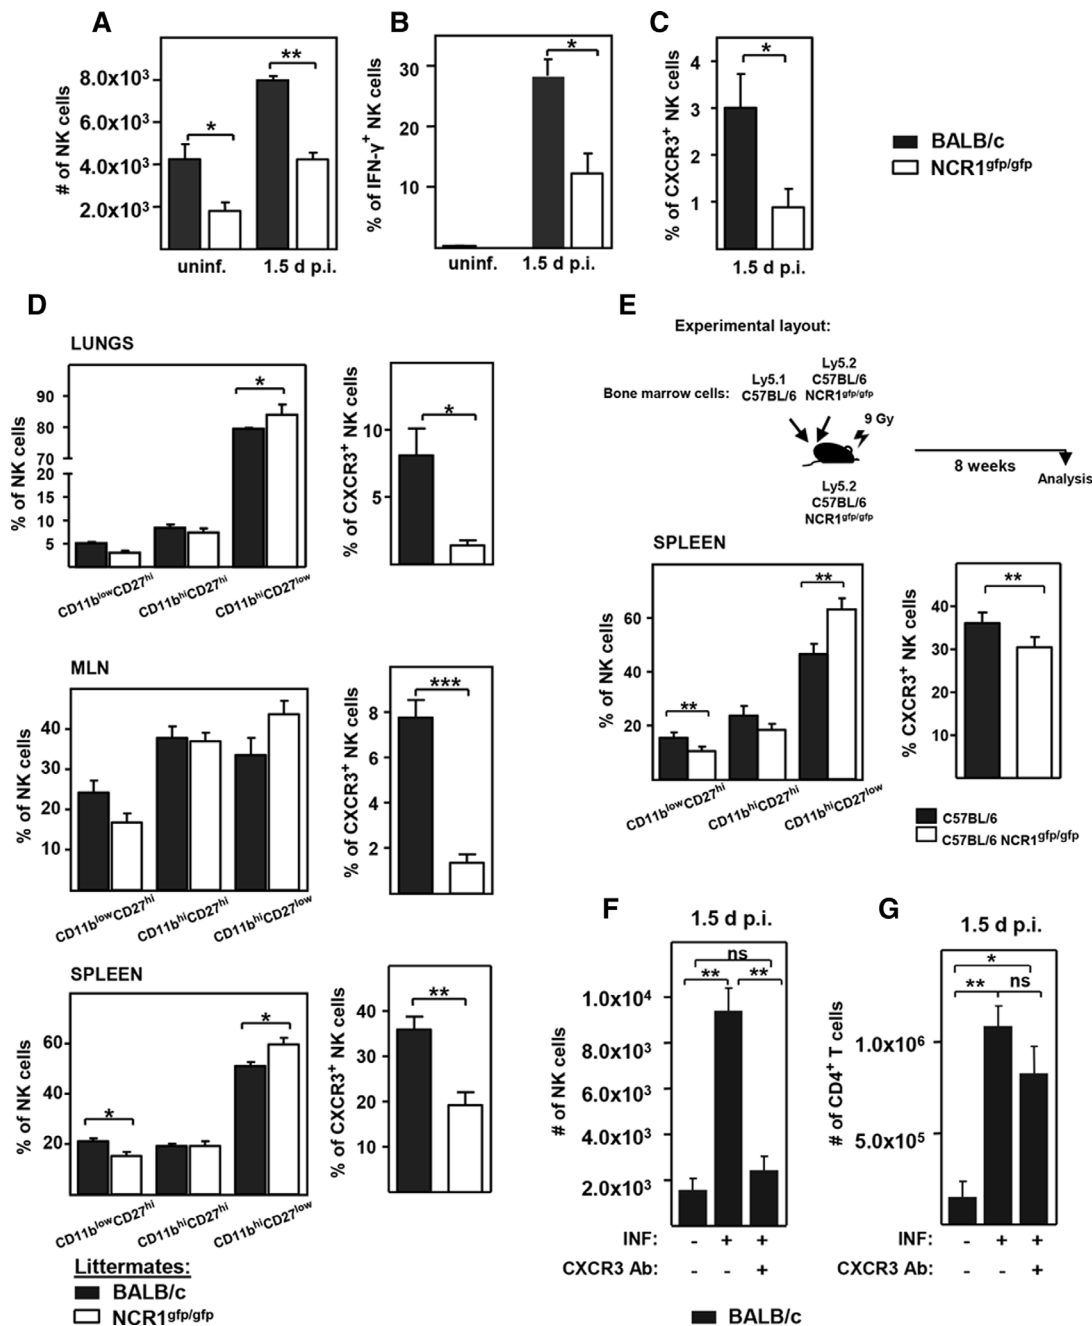 A
# of NK cells
8.0x10³
6.0x10³
4.0x10³
2.0x10³
*
**
uninf.
1.5 d p.i.
B
% of IFN-γ⁺ NK cells
30
20
10
*
uninf.
1.5 d p.i.
C
% of CXCR3⁺ NK cells
4
3
2
1
*
1.5 d p.i.
BALB/c
NCR1gfp/gfp
D
LUNGS
% of NK cells
90
80
70
20
15
10
5
*
CD11blowCD27hi
CD11bhiCD27hi
CD11bhiCD27low
% of CXCR3⁺ NK cells
10
5
*
MLN
% of NK cells
40
30
20
10
CD11blowCD27hi
CD11bhiCD27hi
CD11bhiCD27low
% of CXCR3⁺ NK cells
8
6
4
2
***
SPLEEN
% of NK cells
60
40
20
*
*
CD11blowCD27hi
CD11bhiCD27hi
CD11bhiCD27low
% of CXCR3⁺ NK cells
40
30
20
10
**
Littermates:
BALB/c
NCR1gfp/gfp
E
Experimental layout:
Bone marrow cells:
Ly5.1
C57BL/6
Ly5.2
C57BL/6
NCR1gfp/gfp
9 Gy
Ly5.2
C57BL/6
NCR1gfp/gfp
8 weeks
Analysis
SPLEEN
% of NK cells
60
40
20
**
**
CD11blowCD27hi
CD11bhiCD27hi
CD11bhiCD27low
% CXCR3⁺ NK cells
40
30
20
10
**
C57BL/6
C57BL/6 NCR1gfp/gfp
F
1.5 d p.i.
# of NK cells
1.0x10⁴
8.0x10³
6.0x10³
4.0x10³
2.0x10³
ns
**
**
INF: - + +
CXCR3 Ab: - - +
G
1.5 d p.i.
# of CD4⁺ T cells
1.0x10⁶
5.0x10⁵
*
**
ns
INF: - + +
CXCR3 Ab: - - +
BALB/c